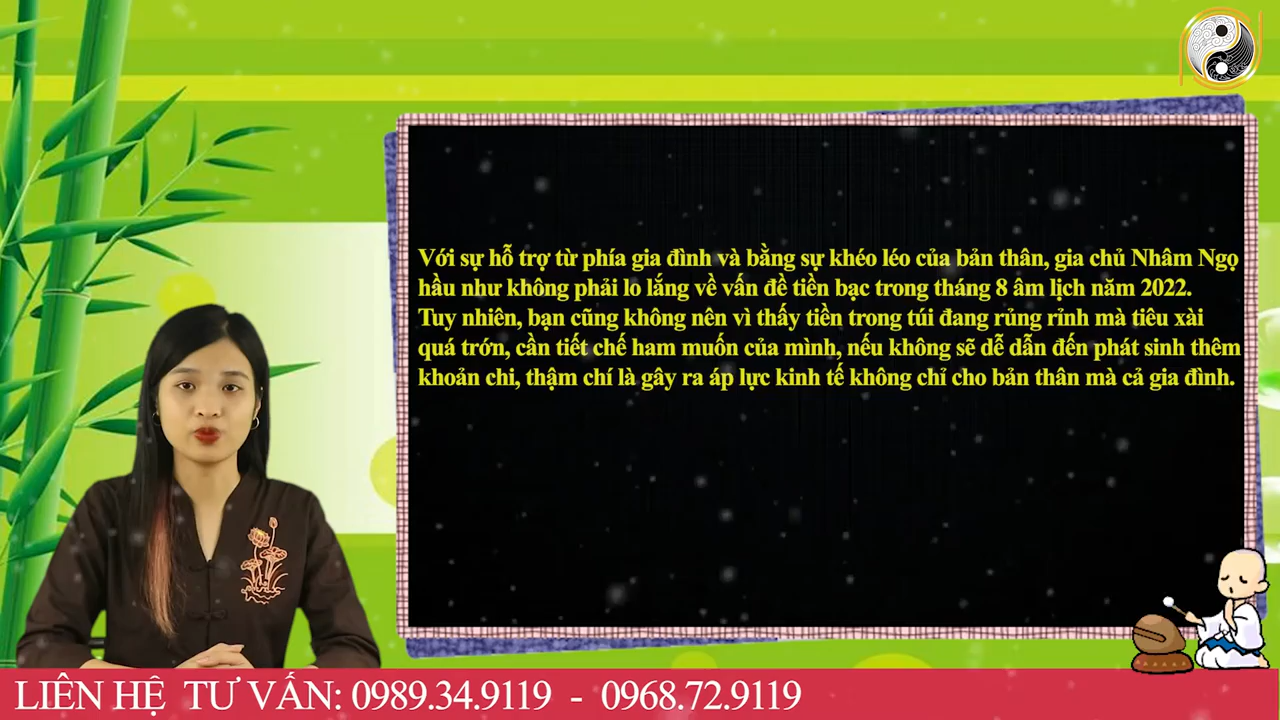 Với sự hỗ trợ từ phía gia đình và bằng sự khéo léo của bản thân, gia chủ Nhâm Ngọ
hầu như không phải lo lắng về vấn đề tiền bạc trong tháng 8 âm lịch năm 2022.
Tuy nhiên, bạn cũng không nên vì thấy tiền trong túi đang rủng rỉnh mà tiêu xài
quá trớn, cần tiết chế ham muốn của mình, nếu không sẽ dễ dẫn đến phát sinh thêm
khoản chi, thậm chí là gây ra áp lực kinh tế không chỉ cho bản thân mà cả gia đình.
LIÊN HỆ TƯ VẤN: 0989.34.9119 - 0968.72.9119